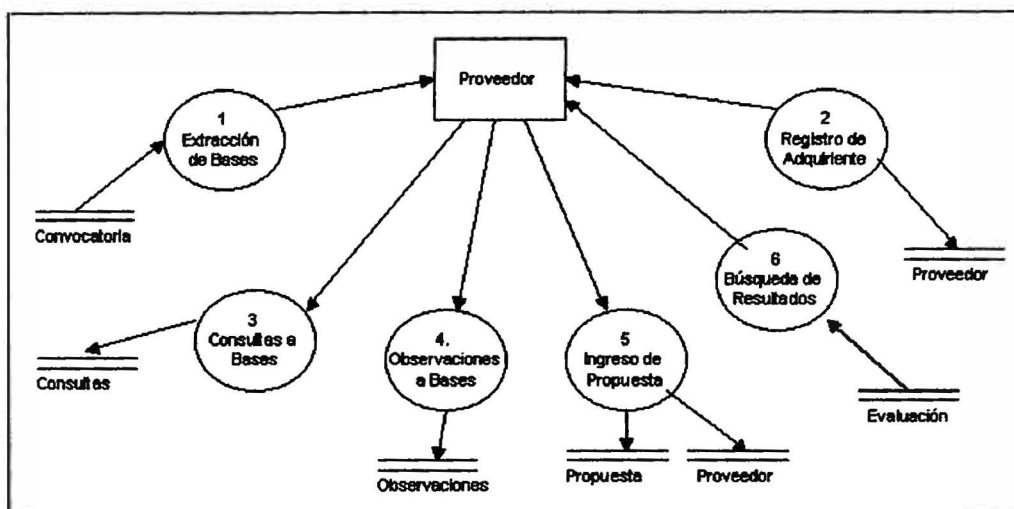 Proveedor
1
Extracción
de Bases
2
Registro de
Adquiriente
Convocatoria
6
Búsqueda de
Resultados
Proveedor
3
Consultas a
Bases
4.
Observaciones
a Bases
5
Ingreso de
Propuesta
Consultas
Evaluación
Observaciones
Propuesta
Proveedor